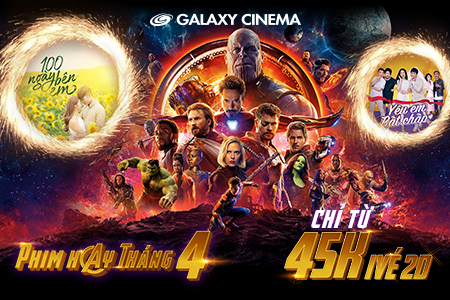 GALAXY CINEMA
100
ngày bên
em
Yêu em
Bất chấp
PHIM HAY THÁNG 4
CHỈ TỪ
45K /VÉ 2D